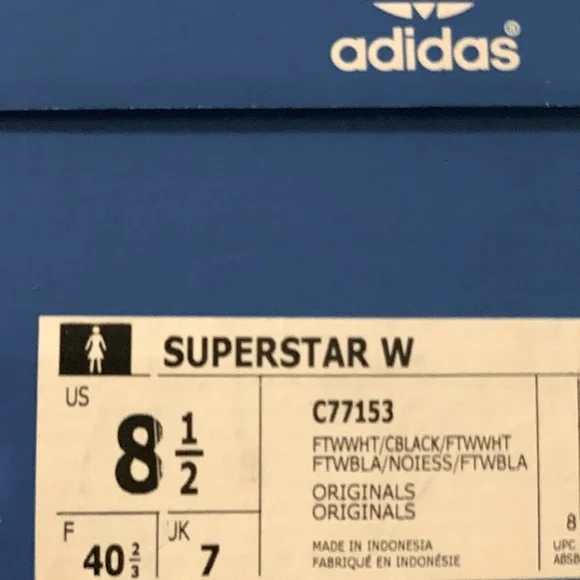 adidas®
SUPERSTAR W
US
8 1/2
C77153
FTWWHT/CBLACK/FTWWHT
FTWBLA/NOIESS/FTWBLA
ORIGINALS
ORIGINALS
F
40 2/3
UK
7
MADE IN INDONESIA
FABRIQUÉ EN INDONÉSIE
8
UPC